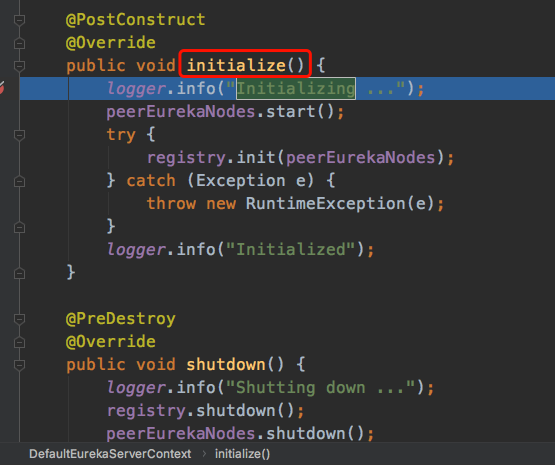 @PostConstruct
@Override
public void initialize() {
logger.info("Initializing ...");
peerEurekaNodes.start();
try {
registry.init(peerEurekaNodes);
} catch (Exception e) {
throw new RuntimeException(e);
}
logger.info("Initialized");
}
@PreDestroy
@Override
public void shutdown() {
logger.info("Shutting down ...");
registry.shutdown();
peerEurekaNodes.shutdown();
DefaultEurekaServerContext › initialize()